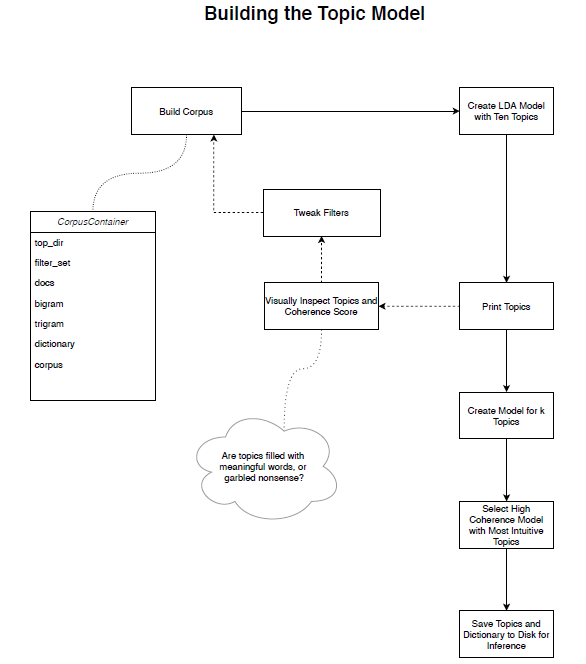 Building the Topic Model
Build Corpus
Create LDA Model
with Ten Topics
Tweak Filters
CorpusContainer
top_dir
filter_set
docs
bigram
trigram
dictionary
corpus
Visually Inspect Topics and
Coherence Score
Print Topics
Create Model for k
Topics
Are topics filled with
meaningful words, or
garbled nonsense?
Select High
Coherence Model
with Most Intuitive
Topics
Save Topics and
Dictionary to Disk for
Inference